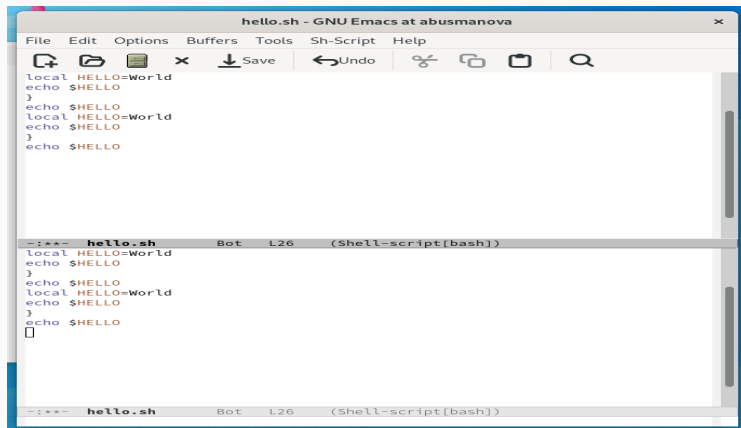 hello.sh - GNU Emacs at abusmanova
File Edit Options Buffers Tools Sh-Script Help
Save Undo
local HELLO=World
echo $HELLO
}
echo $HELLO
local HELLO=World
echo $HELLO
}
echo $HELLO
-:**- hello.sh Bot L26 (Shell-script[bash])
local HELLO=World
echo $HELLO
}
echo $HELLO
local HELLO=World
echo $HELLO
}
echo $HELLO
-:**- hello.sh Bot L26 (Shell-script[bash])